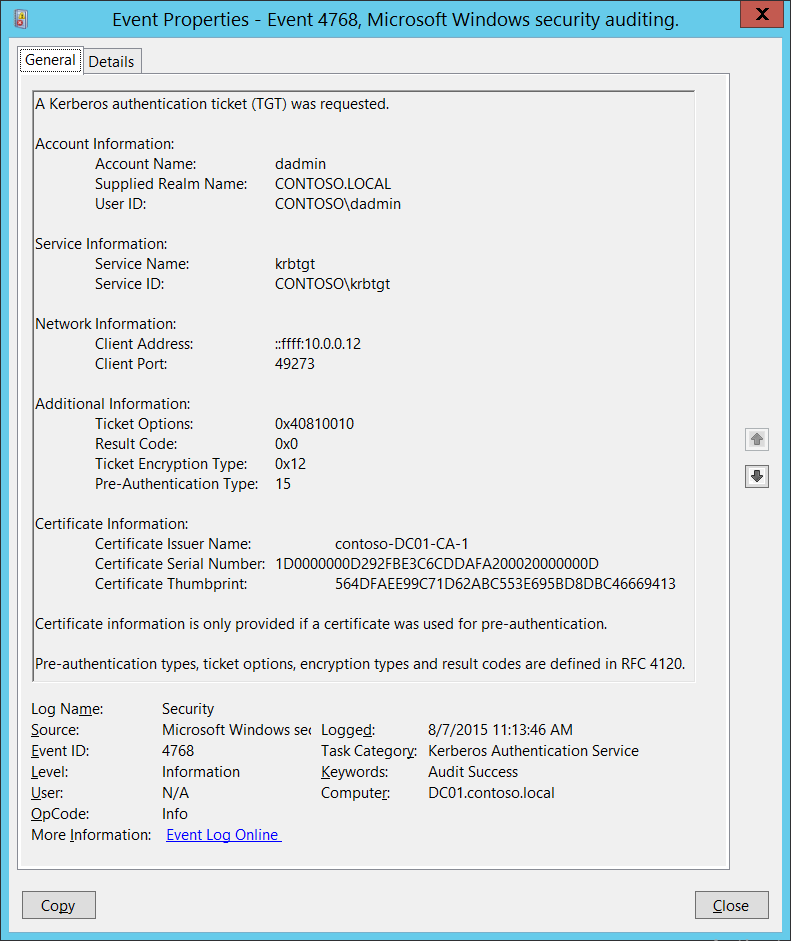 Event Properties - Event 4768, Microsoft Windows security auditing.
X
General Details
A Kerberos authentication ticket (TGT) was requested.
Account Information:
Account Name: dadmin
Supplied Realm Name: CONTOSO.LOCAL
User ID: CONTOSO\dadmin
Service Information:
Service Name: krbtgt
Service ID: CONTOSO\krbtgt
Network Information:
Client Address: ::ffff:10.0.0.12
Client Port: 49273
Additional Information:
Ticket Options: 0x40810010
Result Code: 0x0
Ticket Encryption Type: 0x12
Pre-Authentication Type: 15
Certificate Information:
Certificate Issuer Name: contoso-DC01-CA-1
Certificate Serial Number: 1D0000000D292FBE3C6CDDAFA200020000000D
Certificate Thumbprint: 564DFAEE99C71D62ABC553E695BD8DBC46669413
Certificate information is only provided if a certificate was used for pre-authentication.
Pre-authentication types, ticket options, encryption types and result codes are defined in RFC 4120.
Log Name: Security
Source: Microsoft Windows sec Logged: 8/7/2015 11:13:46 AM
Event ID: 4768 Task Category: Kerberos Authentication Service
Level: Information Keywords: Audit Success
User: N/A Computer: DC01.contoso.local
OpCode: Info
More Information: Event Log Online
Copy Close